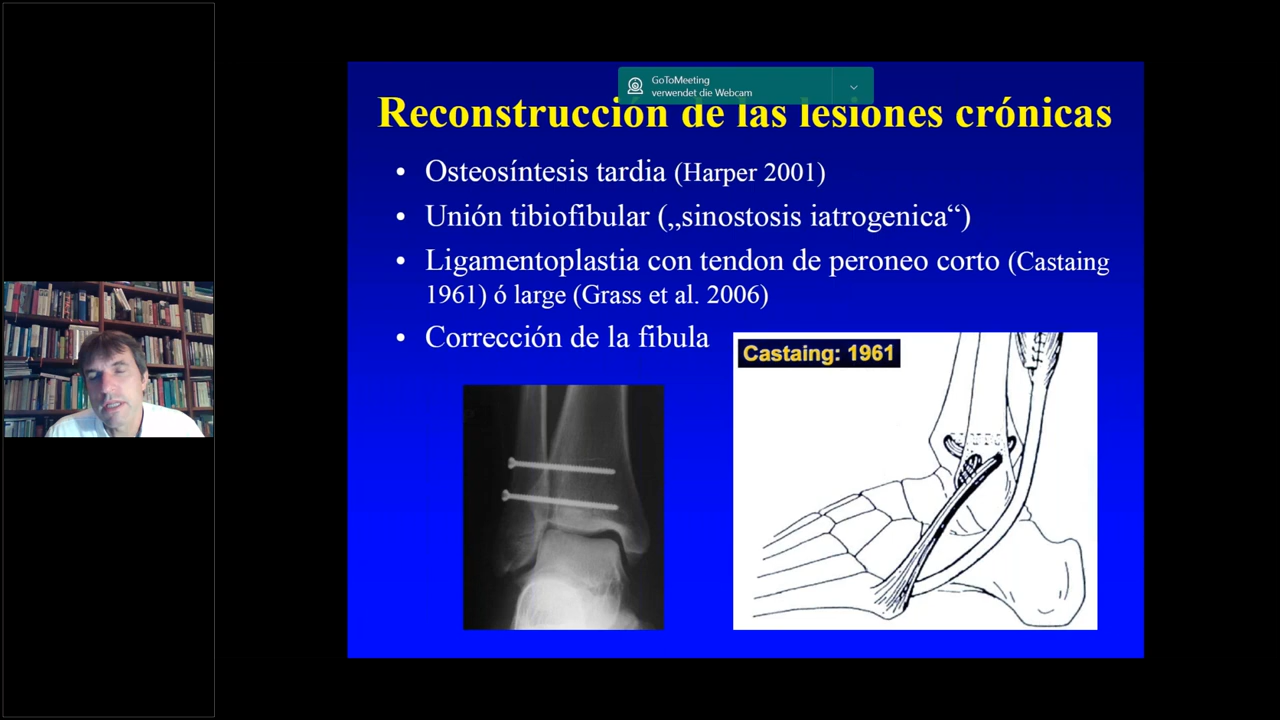 GoToMeeting
verwendet die Webcam
Reconstrucción de las lesiones crónicas
• Osteosíntesis tardia (Harper 2001)
• Unión tibiofibular („sinostosis iatrogenica“)
• Ligamentoplastia con tendon de peroneo corto (Castaing
1961) ó large (Grass et al. 2006)
• Corrección de la fibula
Castaing: 1961